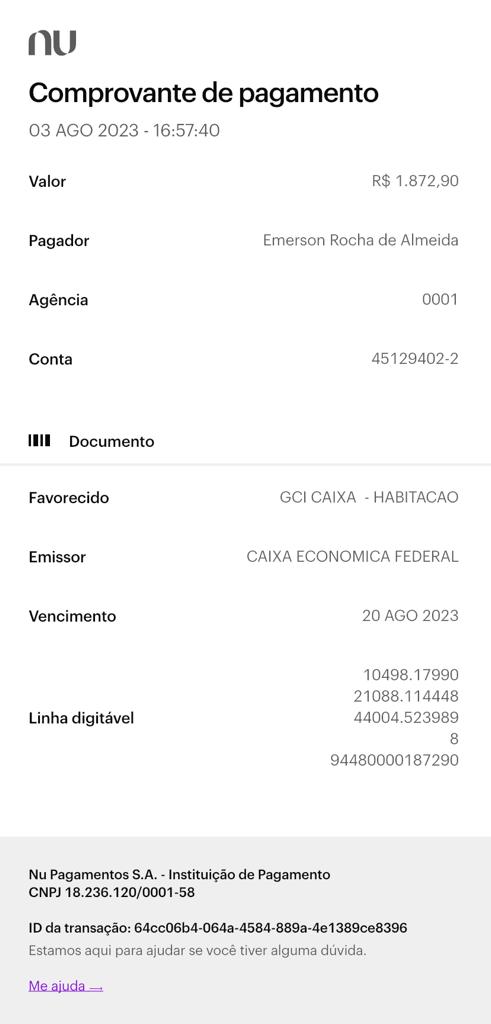 nu
Comprovante de pagamento
03 AGO 2023 - 16:57:40
Valor R$ 1.872,90
Pagador Emerson Rocha de Almeida
Agência 0001
Conta 45129402-2
Documento
Favorecido GCI CAIXA - HABITACAO
Emissor CAIXA ECONOMICA FEDERAL
Vencimento 20 AGO 2023
10498.17990
21088.114448
Linha digitável 44004.523989
8
94480000187290
Nu Pagamentos S.A. - Instituição de Pagamento
CNPJ 18.236.120/0001-58
ID da transação: 64cc06b4-064a-4584-889a-4e1389ce8396
Estamos aqui para ajudar se você tiver alguma dúvida.
Me ajuda →